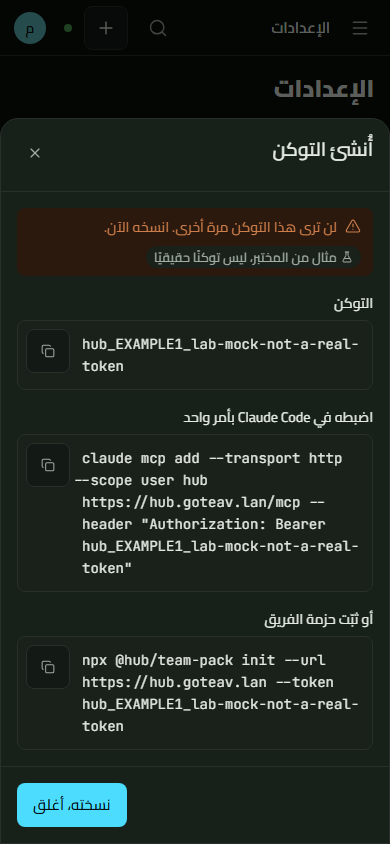 الإعدادات
م
الإعدادات
أُنشئ التوكن
لن ترى هذا التوكن مرة أخرى. انسخه الآن.
مثال من المختبر، ليس توكنًا حقيقيًا
التوكن
hub_EXAMPLE1_lab-mock-not-a-real-
token
اضبطه في Claude Code بأمر واحد
claude mcp add --transport http
--scope user hub
https://hub.goteav.lan/mcp --
header "Authorization: Bearer
hub_EXAMPLE1_lab-mock-not-a-real-
token"
أو ثبّت حزمة الفريق
npx @hub/team-pack init --url
https://hub.goteav.lan --token
hub_EXAMPLE1_lab-mock-not-a-real-
token
نسخته، أغلق